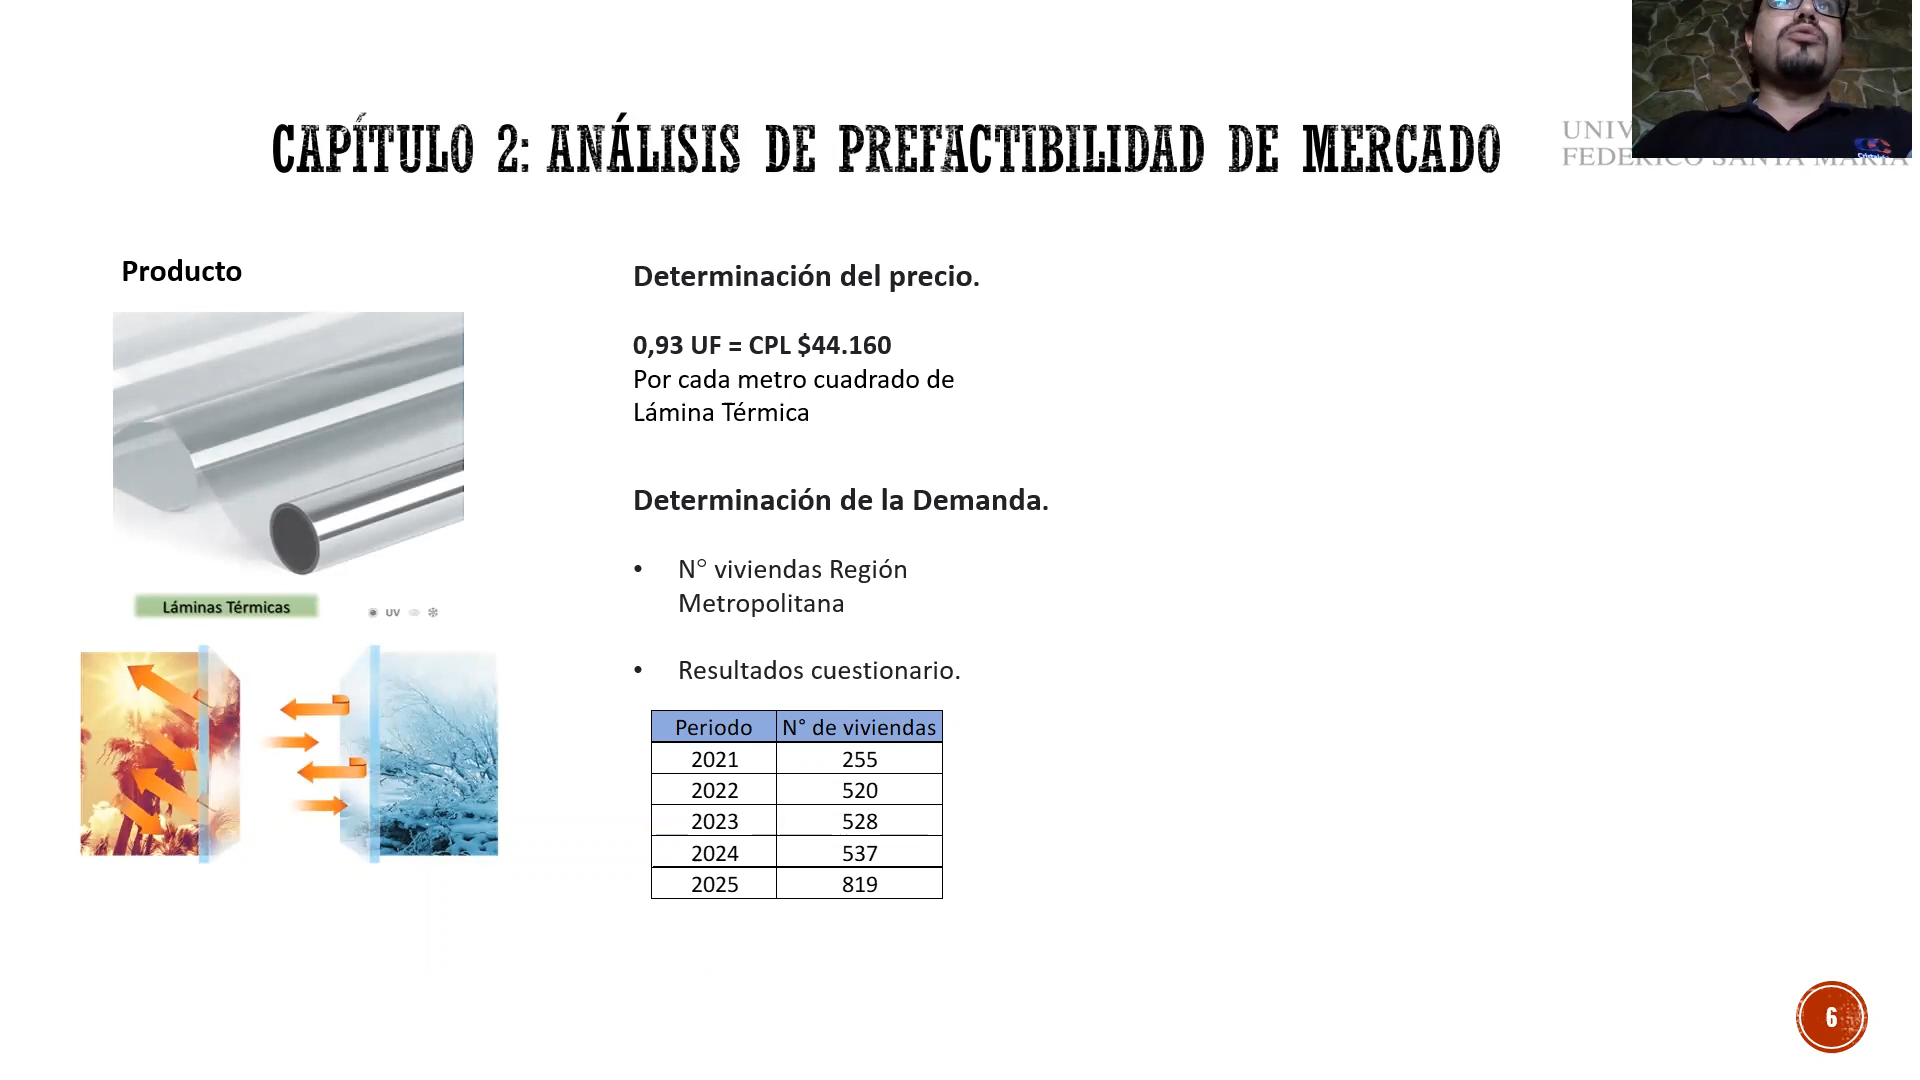 CAPÍTULO 2: ANÁLISIS DE PREFACTIBILIDAD DE MERCADO
Producto
Láminas Térmicas
UV
Determinación del precio.
0,93 UF = CPL $44.160
Por cada metro cuadrado de
Lámina Térmica
Determinación de la Demanda.
• N° viviendas Región
Metropolitana
• Resultados cuestionario.
Periodo N° de viviendas
2021 255
2022 520
2023 528
2024 537
2025 819
6